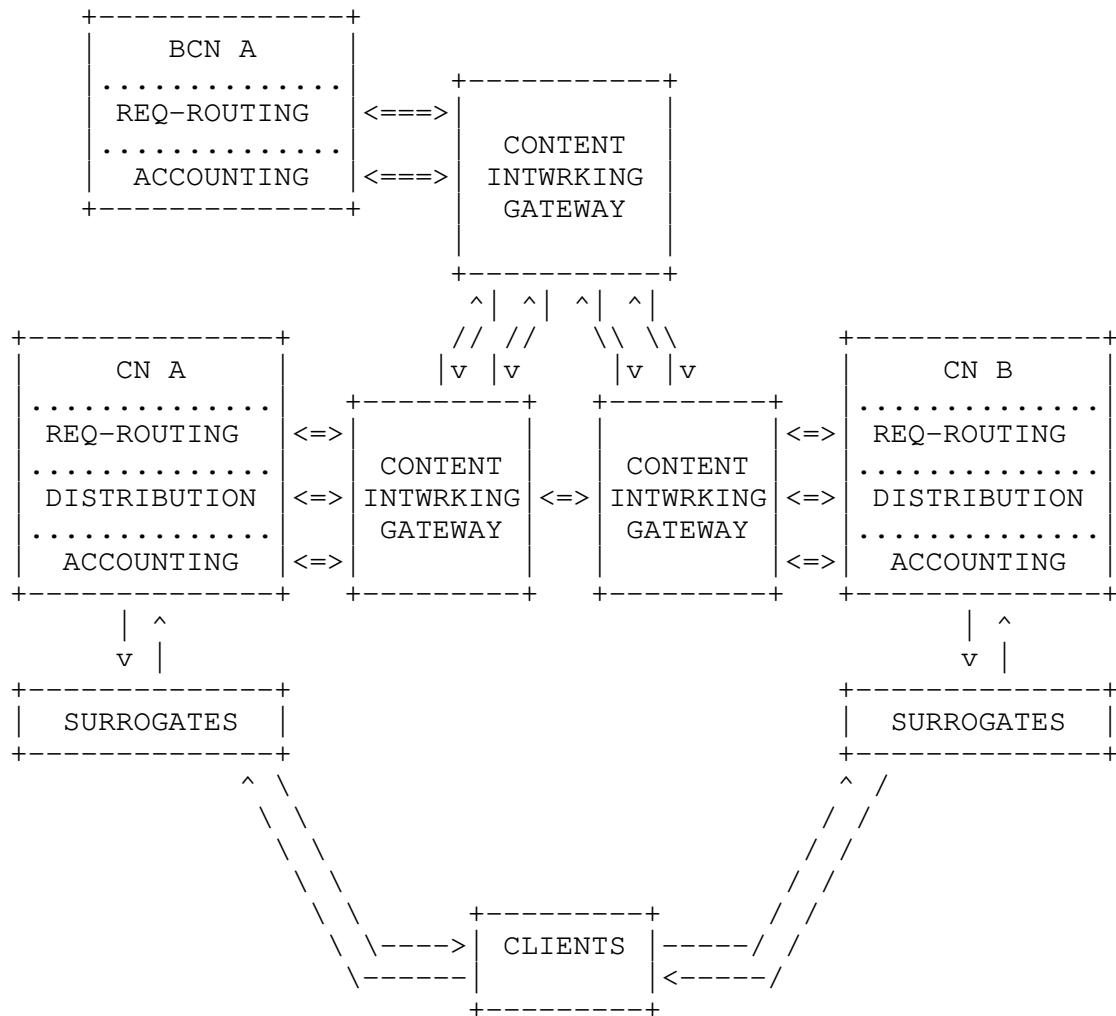 BCN A
REQ-ROUTING
ACCOUNTING
CONTENT
INTWRKING
GATEWAY
CN A
REQ-ROUTING
DISTRIBUTION
ACCOUNTING
CONTENT
INTWRKING
GATEWAY
CONTENT
INTWRKING
GATEWAY
CN B
REQ-ROUTING
DISTRIBUTION
ACCOUNTING
SURROGATES
SURROGATES
CLIENTS